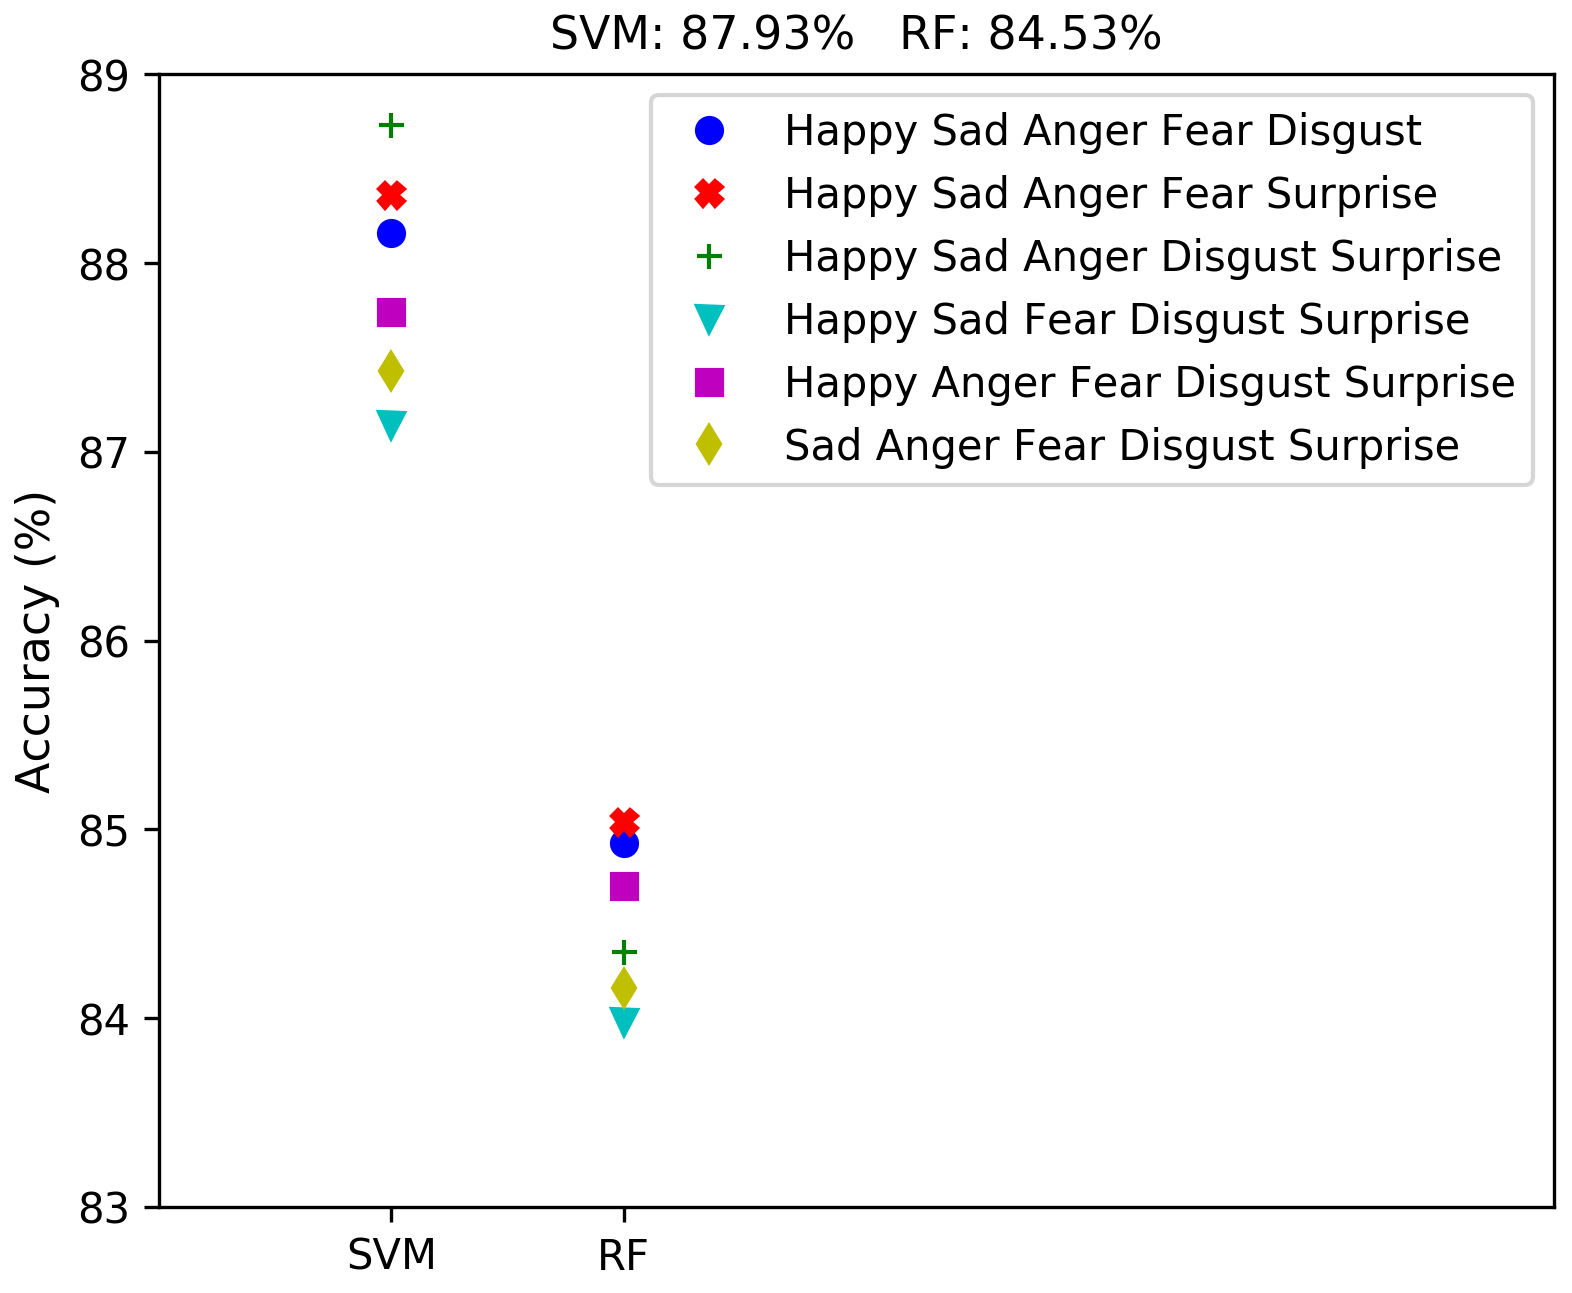 SVM: 87.93%   RF: 84.53%
89
88
87
86
85
84
83
Accuracy (%)
Happy Sad Anger Fear Disgust
Happy Sad Anger Fear Surprise
Happy Sad Anger Disgust Surprise
Happy Sad Fear Disgust Surprise
Happy Anger Fear Disgust Surprise
Sad Anger Fear Disgust Surprise
SVM
RF